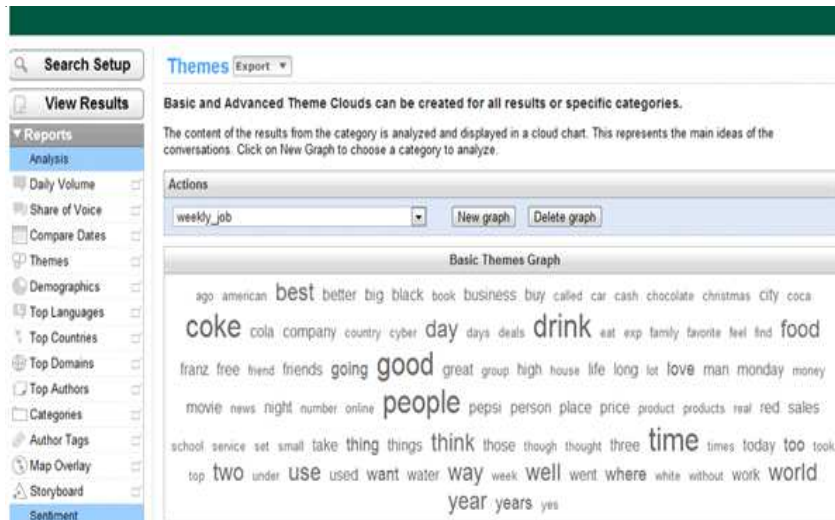 Search Setup
View Results
Reports
Analysis
Daily Volume
Share of Voice
Compare Dates
Themes
Demographics
Top Languages
Top Countries
Top Domains
Top Authors
Categories
Author Tags
Map Overlay
Storyboard
Sentiment
Themes Export
Basic and Advanced Theme Clouds can be created for all results or specific categories.
The content of the results from the category is analyzed and displayed in a cloud chart. This represents the main ideas of the
conversations. Click on New Graph to choose a category to analyze.
Actions
weekly_job New graph Delete graph
Basic Themes Graph
ago american best better big black book business buy called car cash chocolate christmas city coca
coke cola company country cyber day days deals drink eat exp family favorite feel find food
franz free friend friends going good great group high house life long lot love man monday money
movie news night number online people pepsi person place price product products real red sales
school service set small take thing things think those though thought three time times today too took
top two under use used want water way week well went where white without work world
year years yes